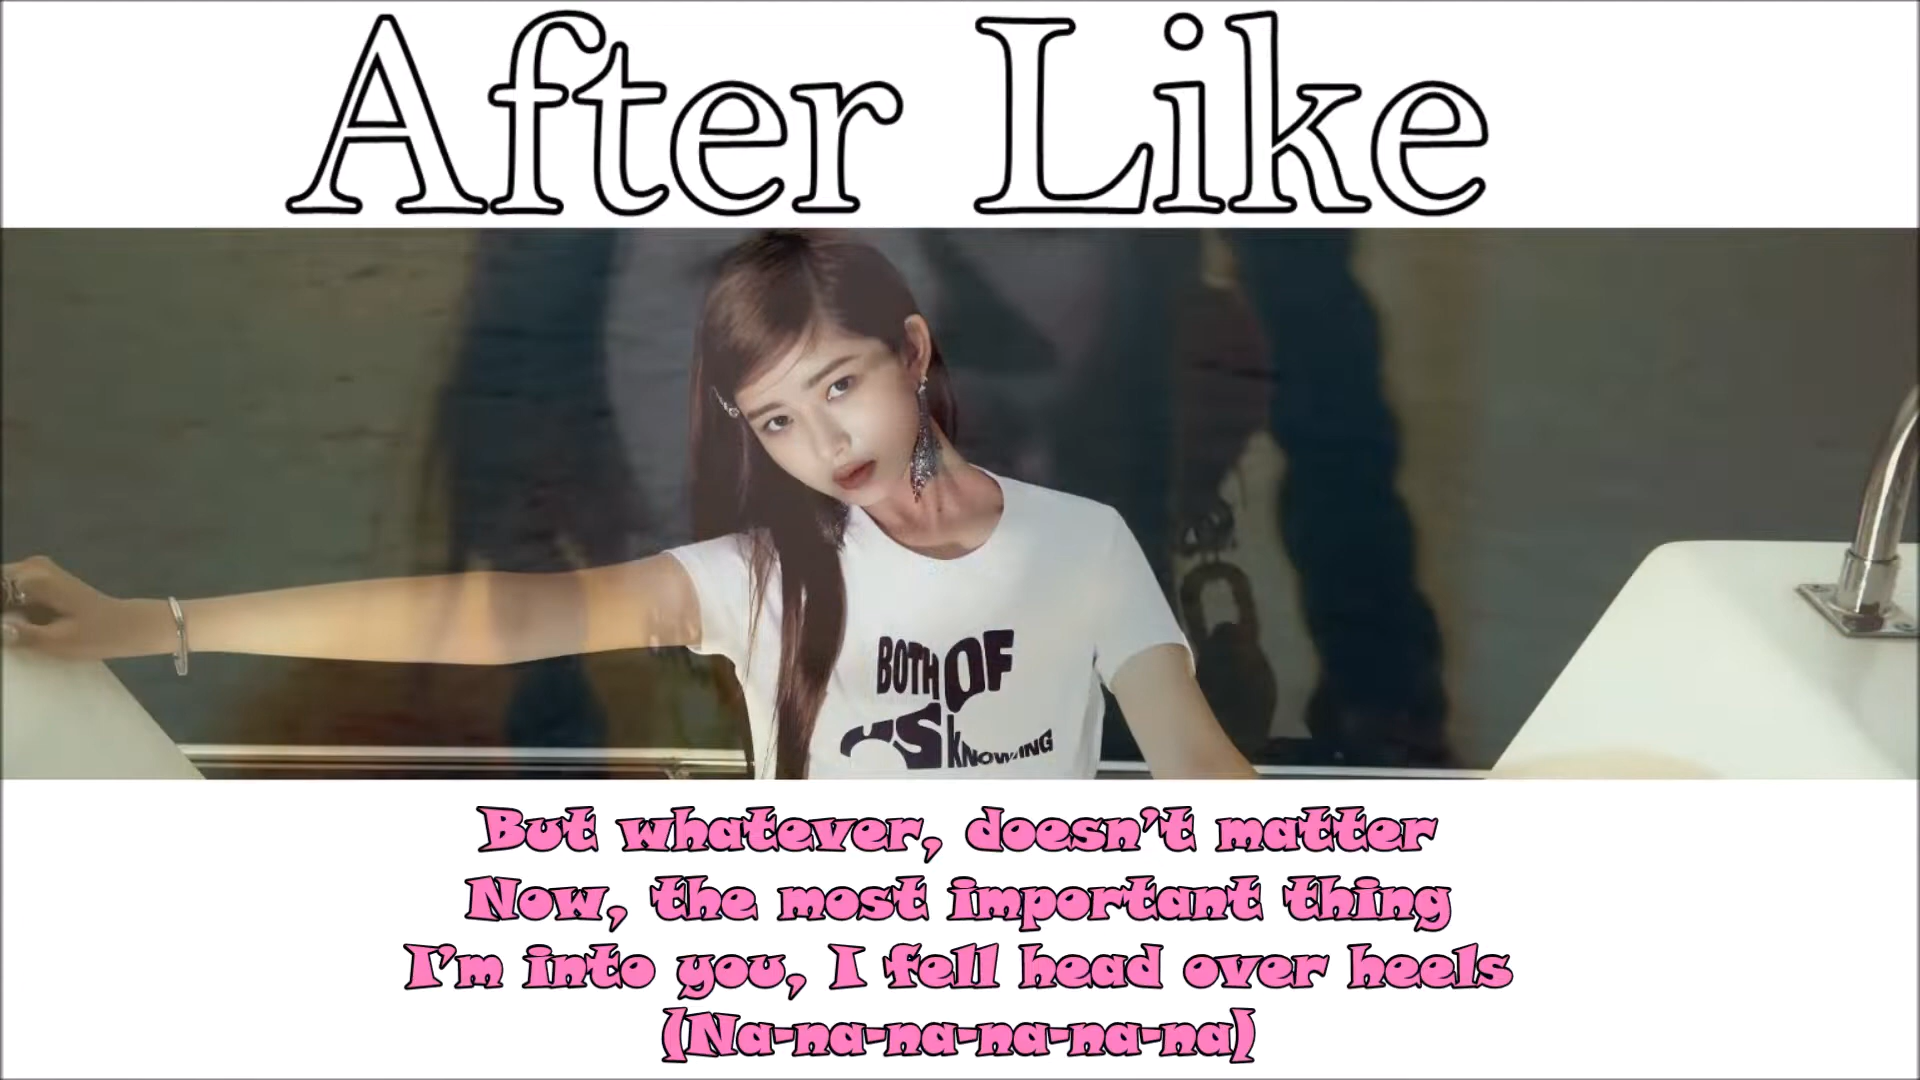 After Like
BOTH OF
US KNOWING
But whatever, doesn't matter
Now, the most important thing
I'm into you, I fell head over heels
(Na-na-na-na-na-na)